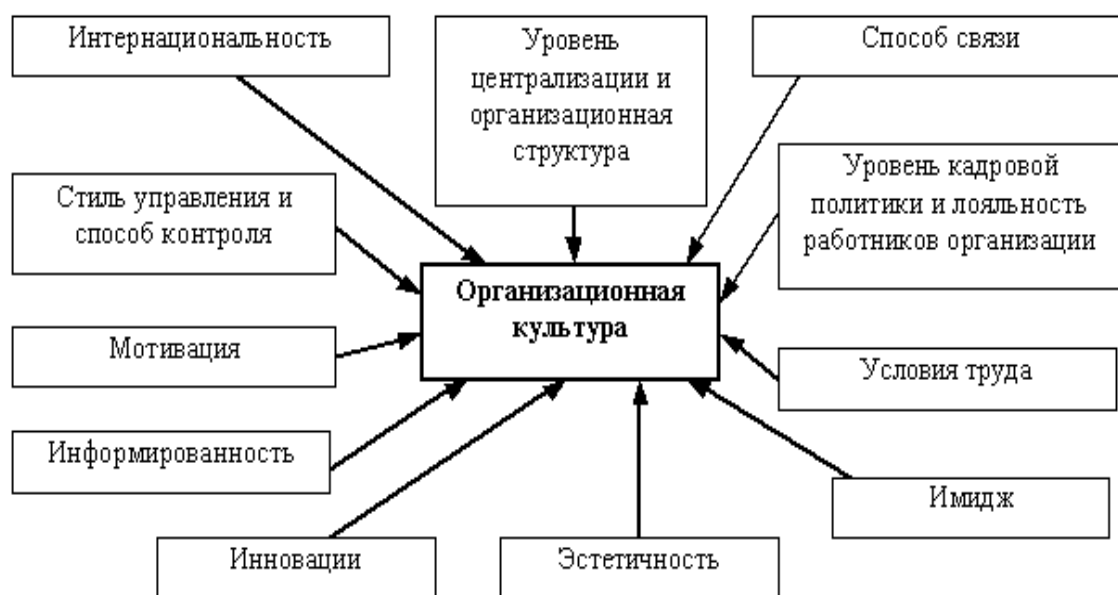 Интернациональность
Уровень
централизации и
организационная
структура
Способ связи
Стиль управления и
способ контроля
Уровень кадровой
политики и лояльность
работников организации
Организационная
культура
Мотивация
Условия труда
Информированность
Имидж
Инновации
Эстетичность